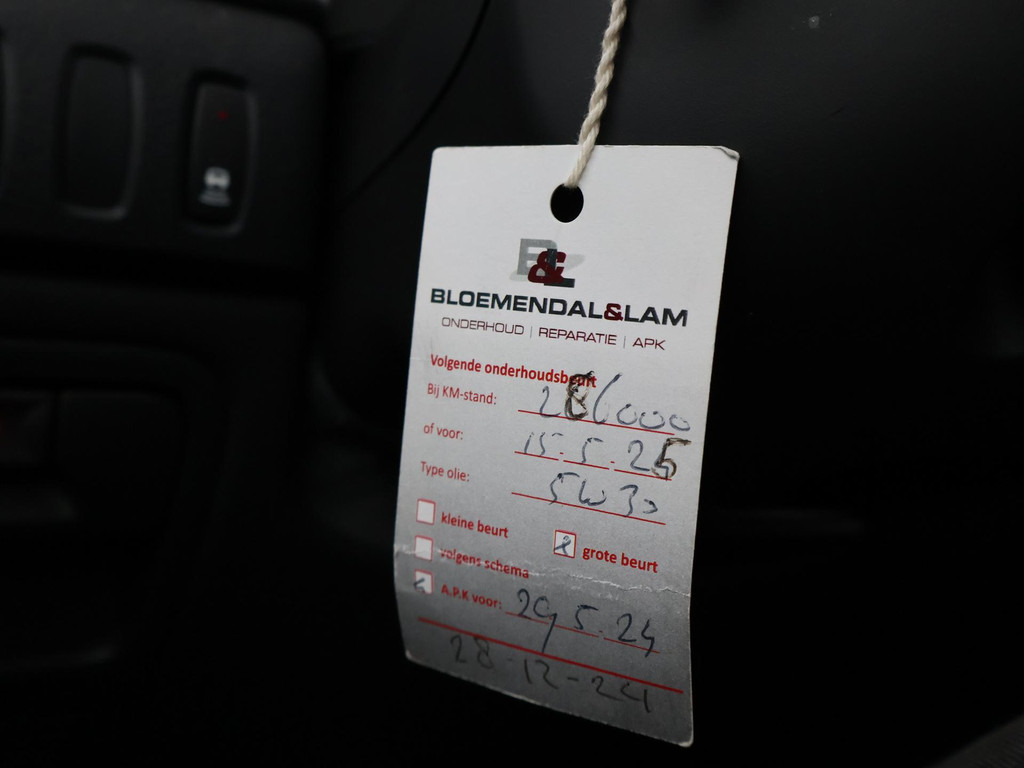 B&L
BLOEMENDAL&LAM
ONDERHOUD | REPARATIE | APK
Volgende onderhoudsbeurt
Bij KM-stand: 286000
of voor: 15.5.25
Type olie: 5W30
kleine beurt
grote beurt
volgens schema
A.P.K voor: 29 5.24
28-12-24